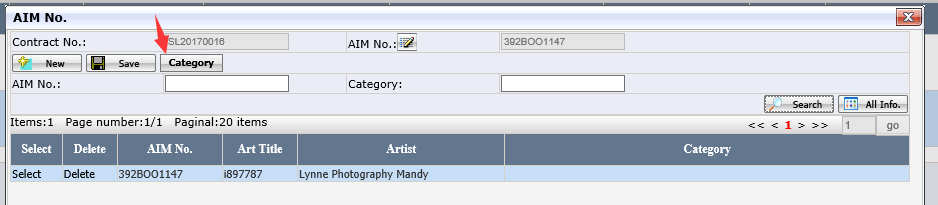 AIM No.
Contract No.: SL20170016 AIM No.: 392BOO1147
New Save Category
AIM No.: Category:
Search All Info.
Items:1 Page number:1/1 Paginal:20 items << < 1 > >> 1 go
Select Delete AIM No. Art Title Artist Category
Select Delete 392BOO1147 i897787 Lynne Photography Mandy